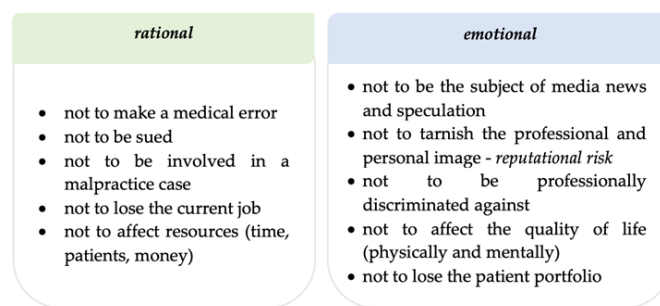 rational
• not to make a medical error
• not to be sued
• not to be involved in a
malpractice case
• not to lose the current job
• not to affect resources (time,
patients, money)
emotional
• not to be the subject of media news
and speculation
• not to tarnish the professional and
personal image - reputational risk
• not to be professionally
discriminated against
• not to affect the quality of life
(physically and mentally)
• not to lose the patient portfolio